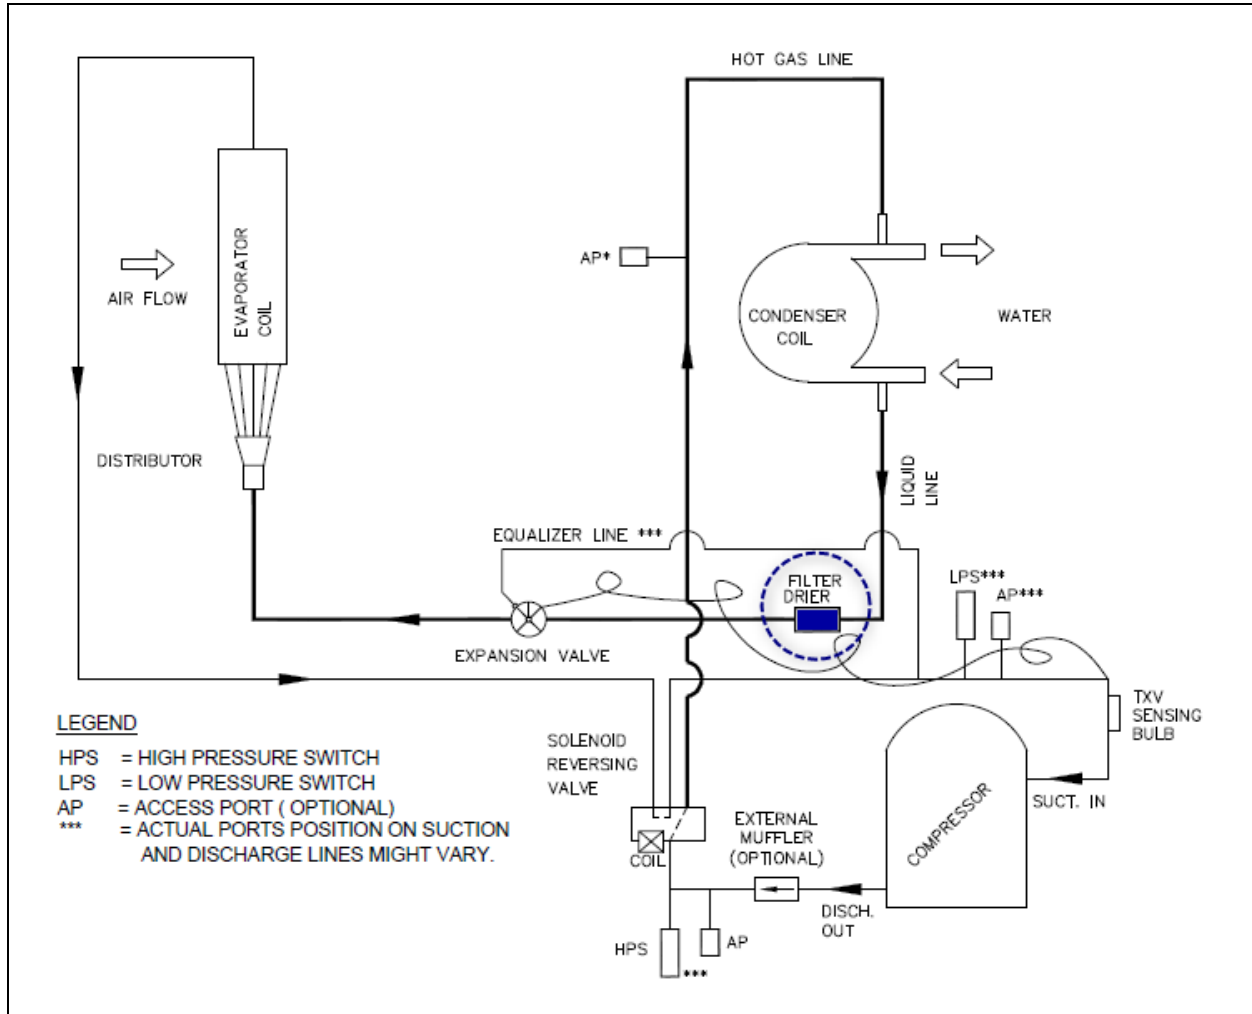 HOT GAS LINE
AP*
AIR FLOW
EVAPORATOR
COIL
CONDENSER
COIL
WATER
DISTRIBUTOR
LIQUID
LINE
EQUALIZER LINE ***
FILTER
DRIER
LPS***
AP***
EXPANSION VALVE
TXV
SENSING
BULB
LEGEND
HPS = HIGH PRESSURE SWITCH
LPS = LOW PRESSURE SWITCH
AP = ACCESS PORT ( OPTIONAL)
*** = ACTUAL PORTS POSITION ON SUCTION
AND DISCHARGE LINES MIGHT VARY.
SOLENOID
REVERSING
VALVE
COIL
EXTERNAL
MUFFLER
(OPTIONAL)
COMPRESSOR
SUCT. IN
DISCH.
OUT
HPS
***
AP